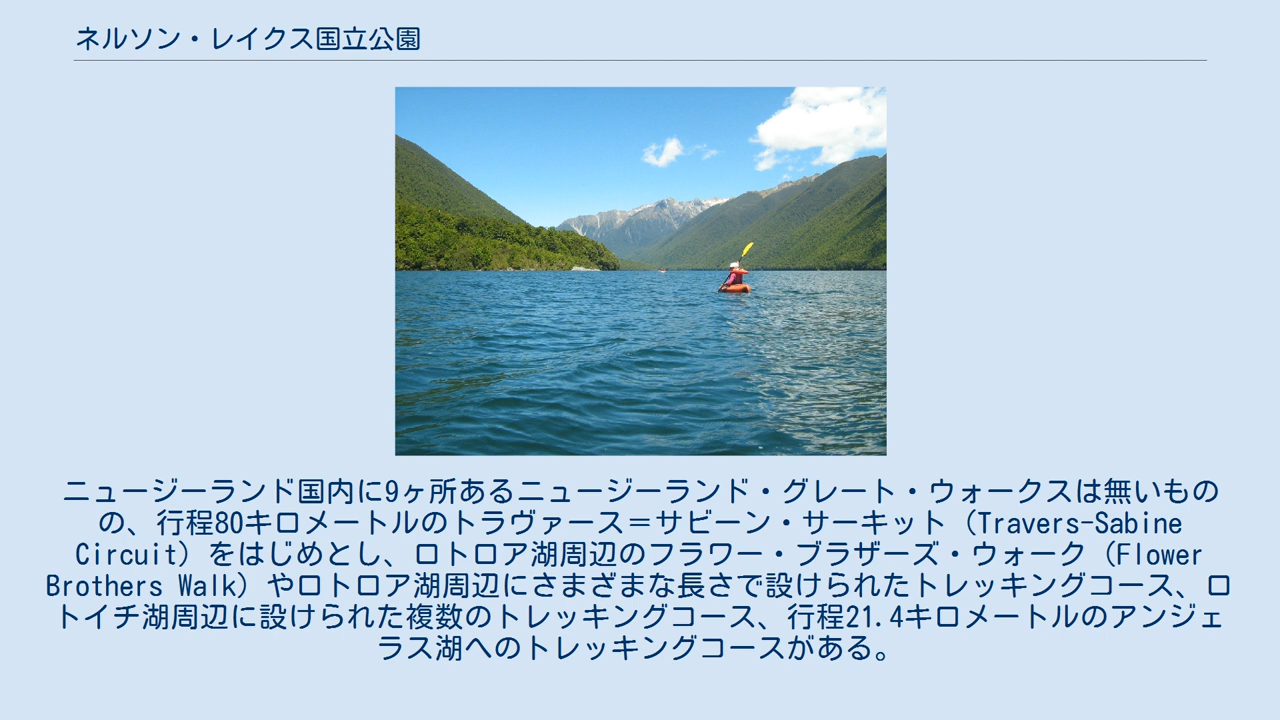 ネルソン・レイクス国立公園
ニュージーランド国内に9ヶ所あるニュージーランド・グレート・ウォークスは無いもの
の、行程80キロメートルのトラヴァース＝サビーン・サーキット（Travers-Sabine
Circuit）をはじめとし、ロトロア湖周辺のフラワー・ブラザーズ・ウォーク（Flower
Brothers Walk）やロトロア湖周辺にさまざまな長さで設けられたトレッキングコース、ロ
トイチ湖周辺に設けられた複数のトレッキングコース、行程21.4キロメートルのアンジェ
ラス湖へのトレッキングコースがある。